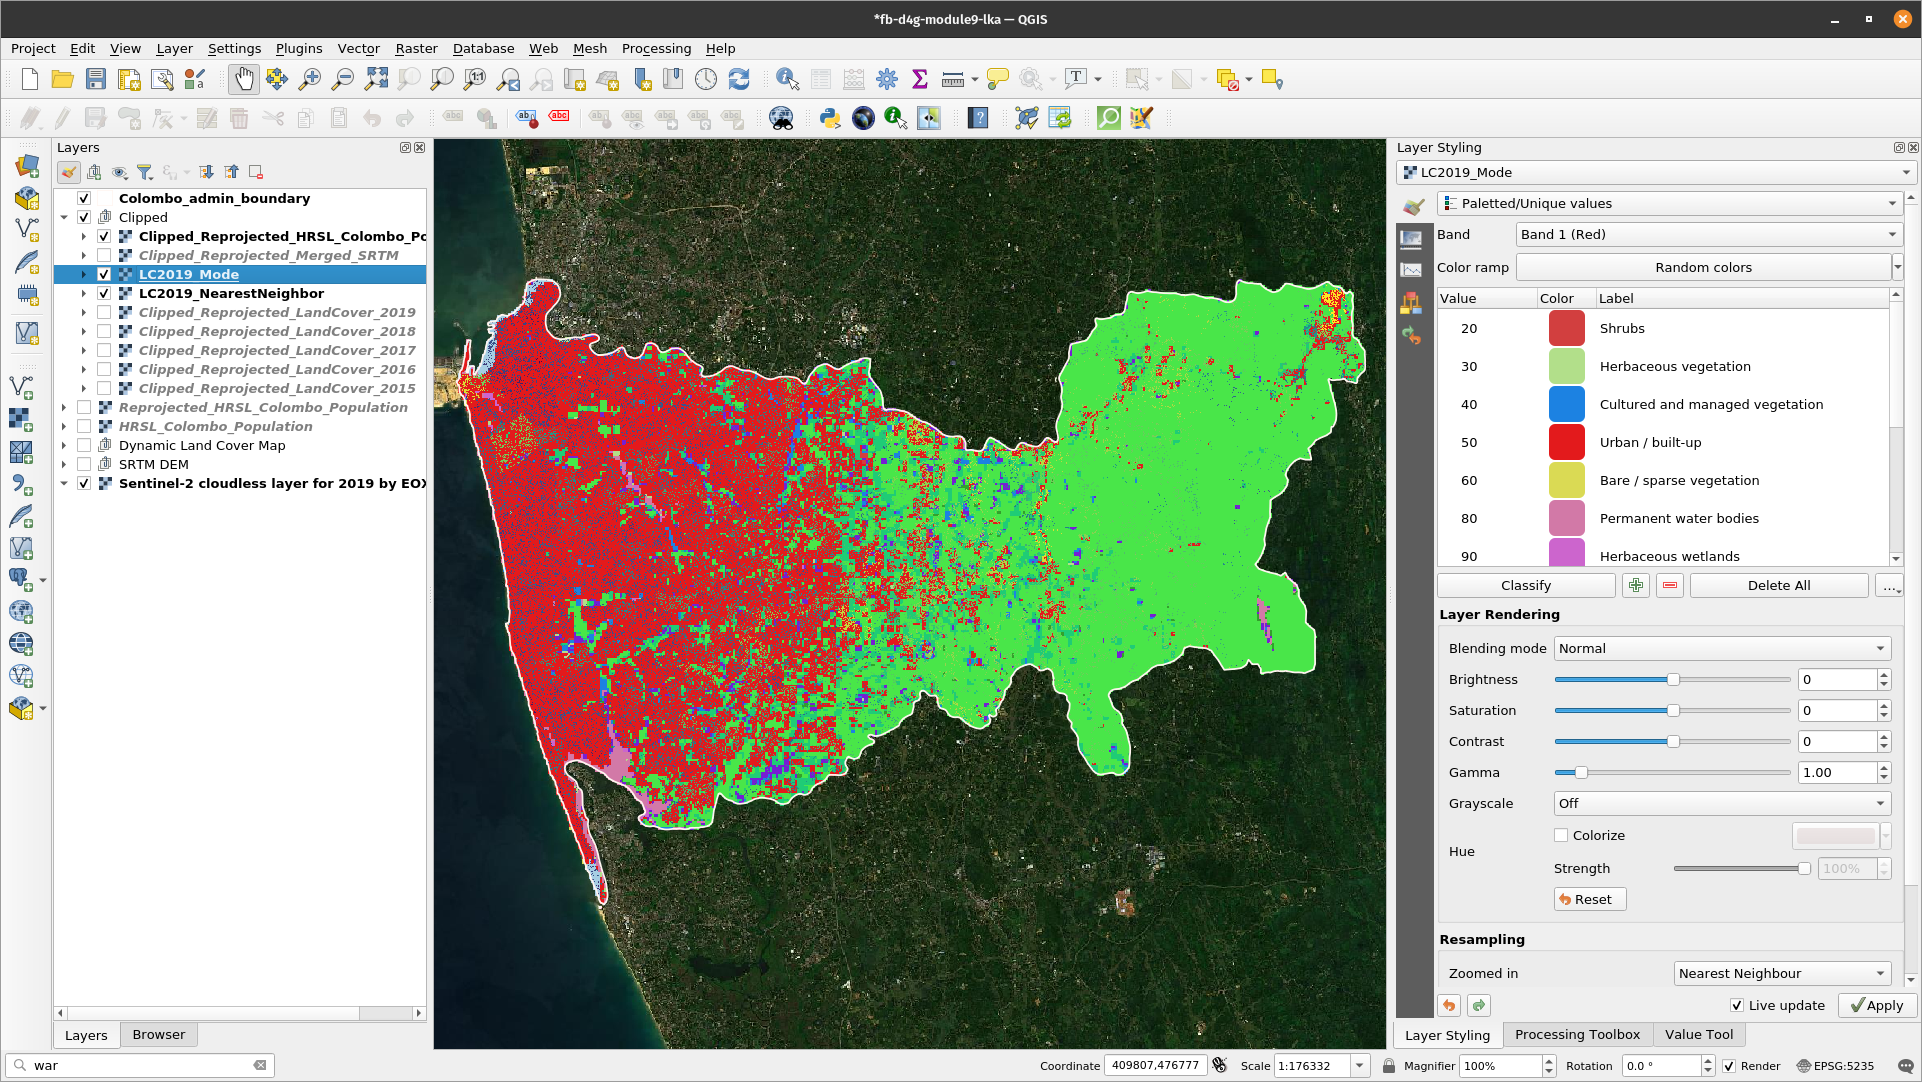 *fb-d4g-module9-lka — QGIS
Project Edit View Layer Settings Plugins Vector Raster Database Web Mesh Processing Help
Layers
Colombo_admin_boundary
Clipped
Clipped_Reprojected_HRSL_Colombo_Po
Clipped_Reprojected_Merged_SRTM
LC2019_Mode
LC2019_NearestNeighbor
Clipped_Reprojected_LandCover_2019
Clipped_Reprojected_LandCover_2018
Clipped_Reprojected_LandCover_2017
Clipped_Reprojected_LandCover_2016
Clipped_Reprojected_LandCover_2015
Reprojected_HRSL_Colombo_Population
HRSL_Colombo_Population
Dynamic Land Cover Map
SRTM DEM
Sentinel-2 cloudless layer for 2019 by EOX
Layers Browser
Layer Styling
LC2019_Mode
Paletted/Unique values
Band Band 1 (Red)
Color ramp Random colors
Value Color Label
20 Shrubs
30 Herbaceous vegetation
40 Cultured and managed vegetation
50 Urban / built-up
60 Bare / sparse vegetation
80 Permanent water bodies
90 Herbaceous wetlands
Classify Delete All ...
Layer Rendering
Blending mode Normal
Brightness 0
Saturation 0
Contrast 0
Gamma 1.00
Grayscale Off
Colorize
Hue
Strength 100%
Reset
Resampling
Zoomed in Nearest Neighbour
Live update Apply
Layer Styling Processing Toolbox Value Tool
war Coordinate 409807,476777 Scale 1:176332 Magnifier 100% Rotation 0.0 ° Render EPSG:5235